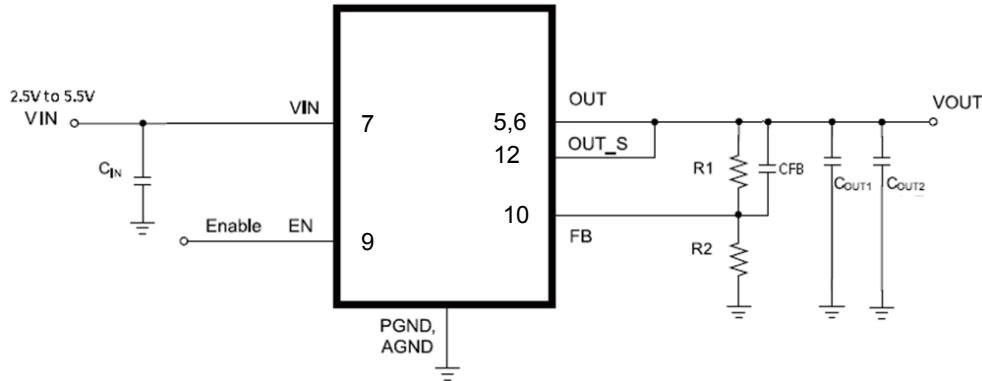 2.5V to 5.5V
VIN
VIN
7
CIN
Enable EN
9
OUT
5,6
OUT_S
12
10
FB
R1
CFB
R2
COUT1
COUT2
VOUT
PGND,
AGND